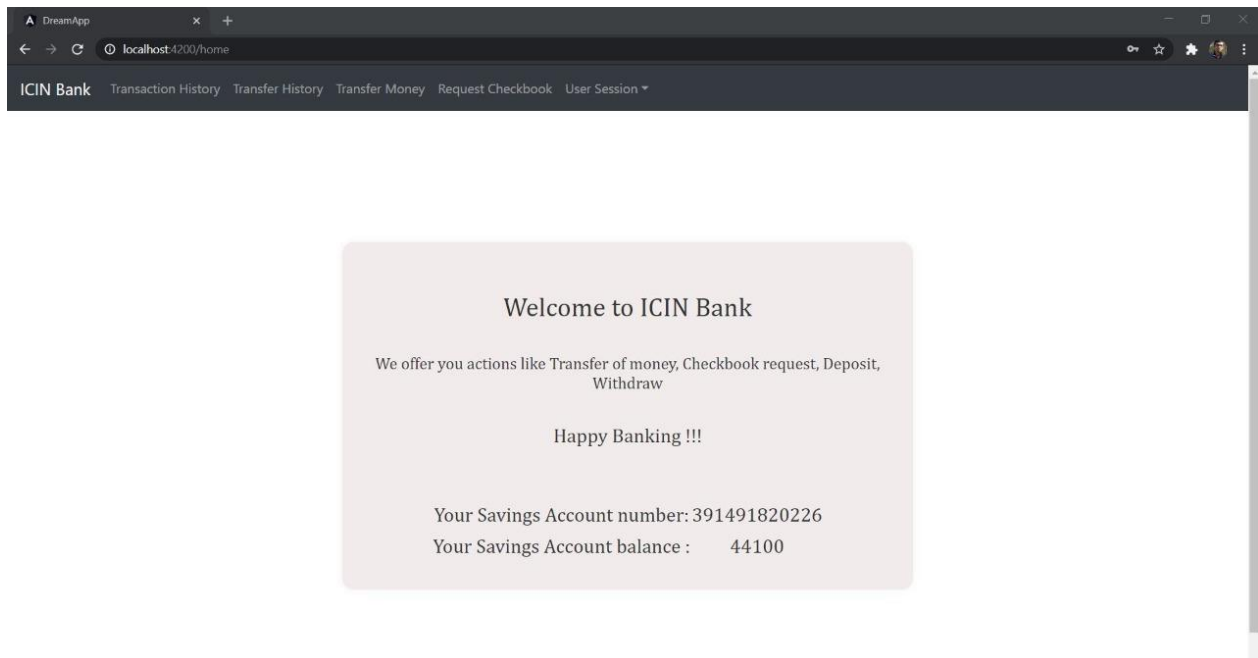 DreamApp
localhost:4200/home
ICIN Bank Transaction History Transfer History Transfer Money Request Checkbook User Session
Welcome to ICIN Bank
We offer you actions like Transfer of money, Checkbook request, Deposit,
Withdraw
Happy Banking !!!
Your Savings Account number: 391491820226
Your Savings Account balance : 44100